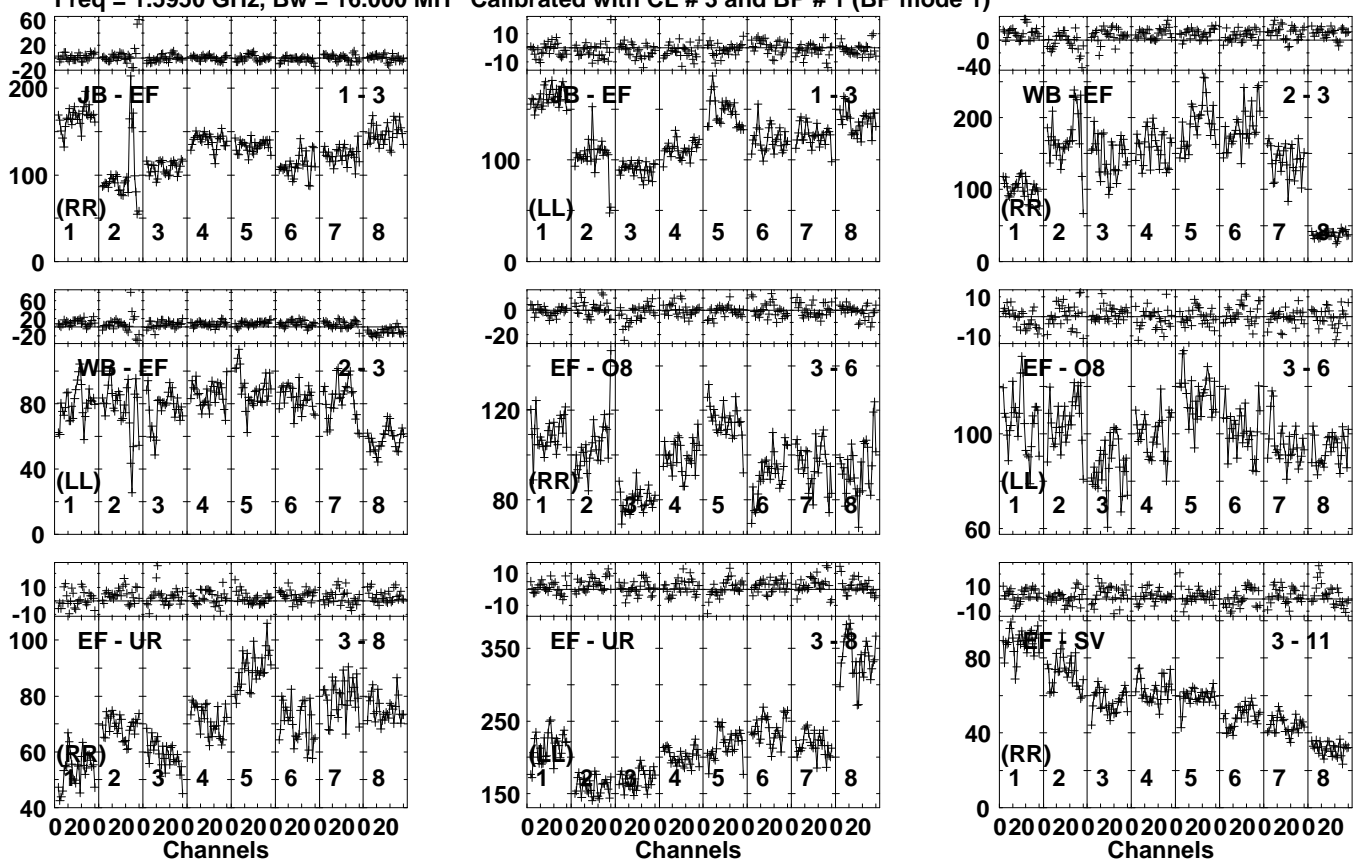 Freq = 1.5950 GHz, Bw = 16.000 MH Calibrated with CL # 3 and BP # 1 (BP mode 1)
60
20
-20
200
100
0
JB - EF 1 - 3
(RR)
1 2 3 4 5 6 7 8
10
-10
100
0
JB - EF 1 - 3
(LL)
1 2 3 4 5 6 7 8
0
-40
200
100
0
WB - EF 2 - 3
(RR)
1 2 3 4 5 6 7 8
60
20
-20
80
40
0
WB - EF 2 - 3
(LL)
1 2 3 4 5 6 7 8
0
-20
120
80
EF - O8 3 - 6
(RR)
1 2 3 4 5 6 7 8
10
-10
100
60
EF - O8 3 - 6
(LL)
1 2 3 4 5 6 7 8
10
-10
100
80
60
40
EF - UR 3 - 8
(RR)
1 2 3 4 5 6 7 8
020020020020020020020020
Channels
10
-10
350
250
150
EF - UR 3 - 8
(LL)
1 2 3 4 5 6 7 8
10
-10
80
40
0
EF - SV 3 - 11
(RR)
1 2 3 4 5 6 7 8
020020020020020020020020
Channels